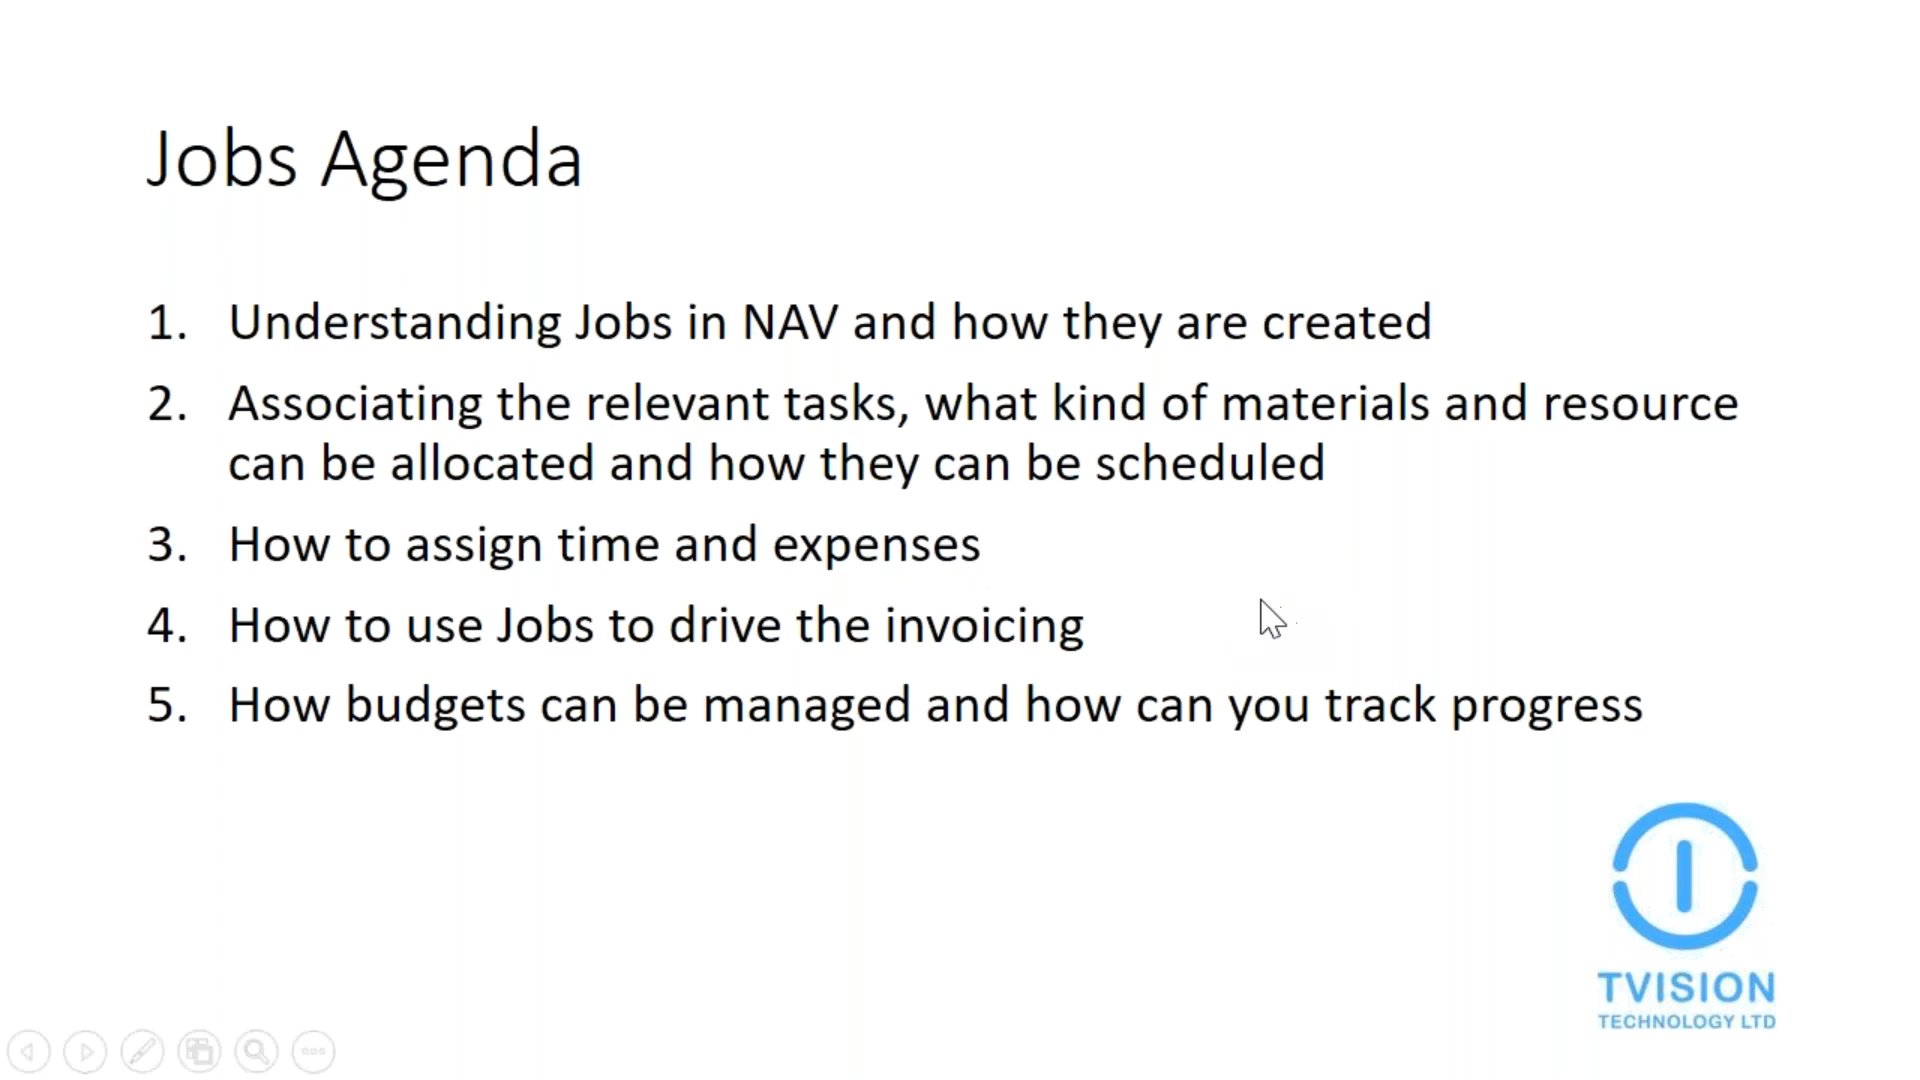 Jobs Agenda
1. Understanding Jobs in NAV and how they are created
2. Associating the relevant tasks, what kind of materials and resource
can be allocated and how they can be scheduled
3. How to assign time and expenses
4. How to use Jobs to drive the invoicing
5. How budgets can be managed and how can you track progress
TVISION
TECHNOLOGY LTD